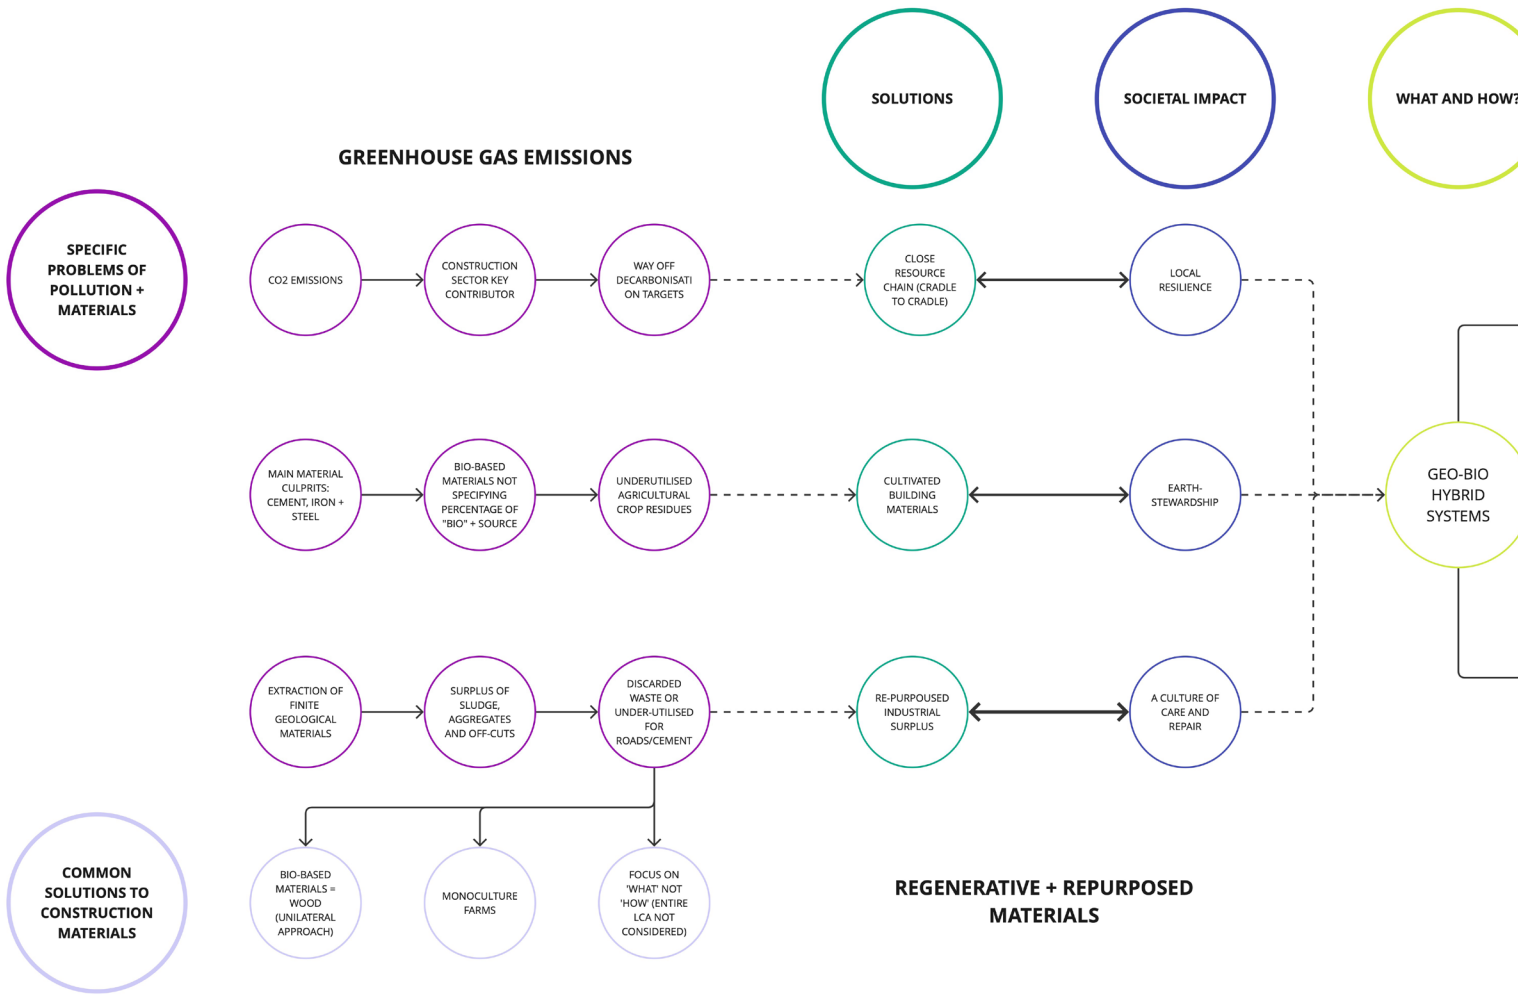 SOLUTIONS
SOCIETAL IMPACT
WHAT AND HOW?
GREENHOUSE GAS EMISSIONS
SPECIFIC
PROBLEMS OF
POLLUTION +
MATERIALS
CO2 EMISSIONS
CONSTRUCTION
SECTOR KEY
CONTRIBUTOR
WAY OFF
DECARBONISATI
ON TARGETS
CLOSE
RESOURCE
CHAIN (CRADLE
TO CRADLE)
LOCAL
RESILIENCE
MAIN MATERIAL
CULPRITS:
CEMENT, IRON +
STEEL
BIO-BASED
MATERIALS NOT
SPECIFYING
PERCENTAGE OF
"BIO" + SOURCE
UNDERUTILISED
AGRICULTURAL
CROP RESIDUES
CULTIVATED
BUILDING
MATERIALS
EARTH-
STEWARDSHIP
GEO-BIO
HYBRID
SYSTEMS
EXTRACTION OF
FINITE
GEOLOGICAL
MATERIALS
SURPLUS OF
SLUDGE,
AGGREGATES
AND OFF-CUTS
DISCARDED
WASTE OR
UNDER-UTILISED
FOR
ROADS/CEMENT
RE-PURPOUSED
INDUSTRIAL
SURPLUS
A CULTURE OF
CARE AND
REPAIR
COMMON
SOLUTIONS TO
CONSTRUCTION
MATERIALS
BIO-BASED
MATERIALS =
WOOD
(UNILATERAL
APPROACH)
MONOCULTURE
FARMS
FOCUS ON
'WHAT' NOT
'HOW' (ENTIRE
LCA NOT
CONSIDERED)
REGENERATIVE + REPURPOSED
MATERIALS